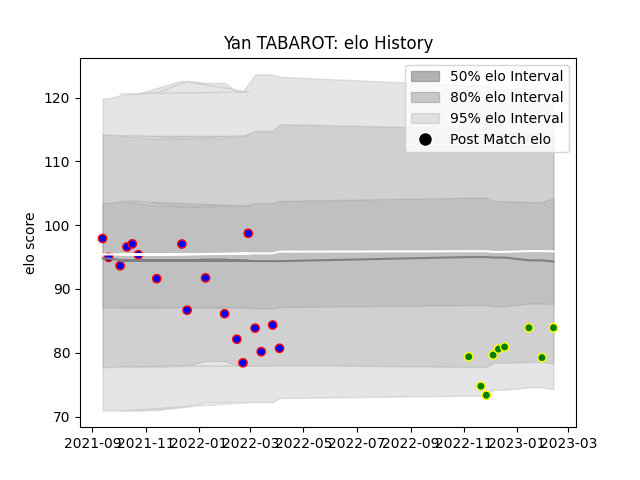 Yan TABAROT: elo History
50% elo Interval
80% elo Interval
95% elo Interval
Post Match elo
elo score
120
110
100
90
80
70
2021-09 2021-11 2022-01 2022-03 2022-05 2022-07 2022-09 2022-11 2023-01 2023-03